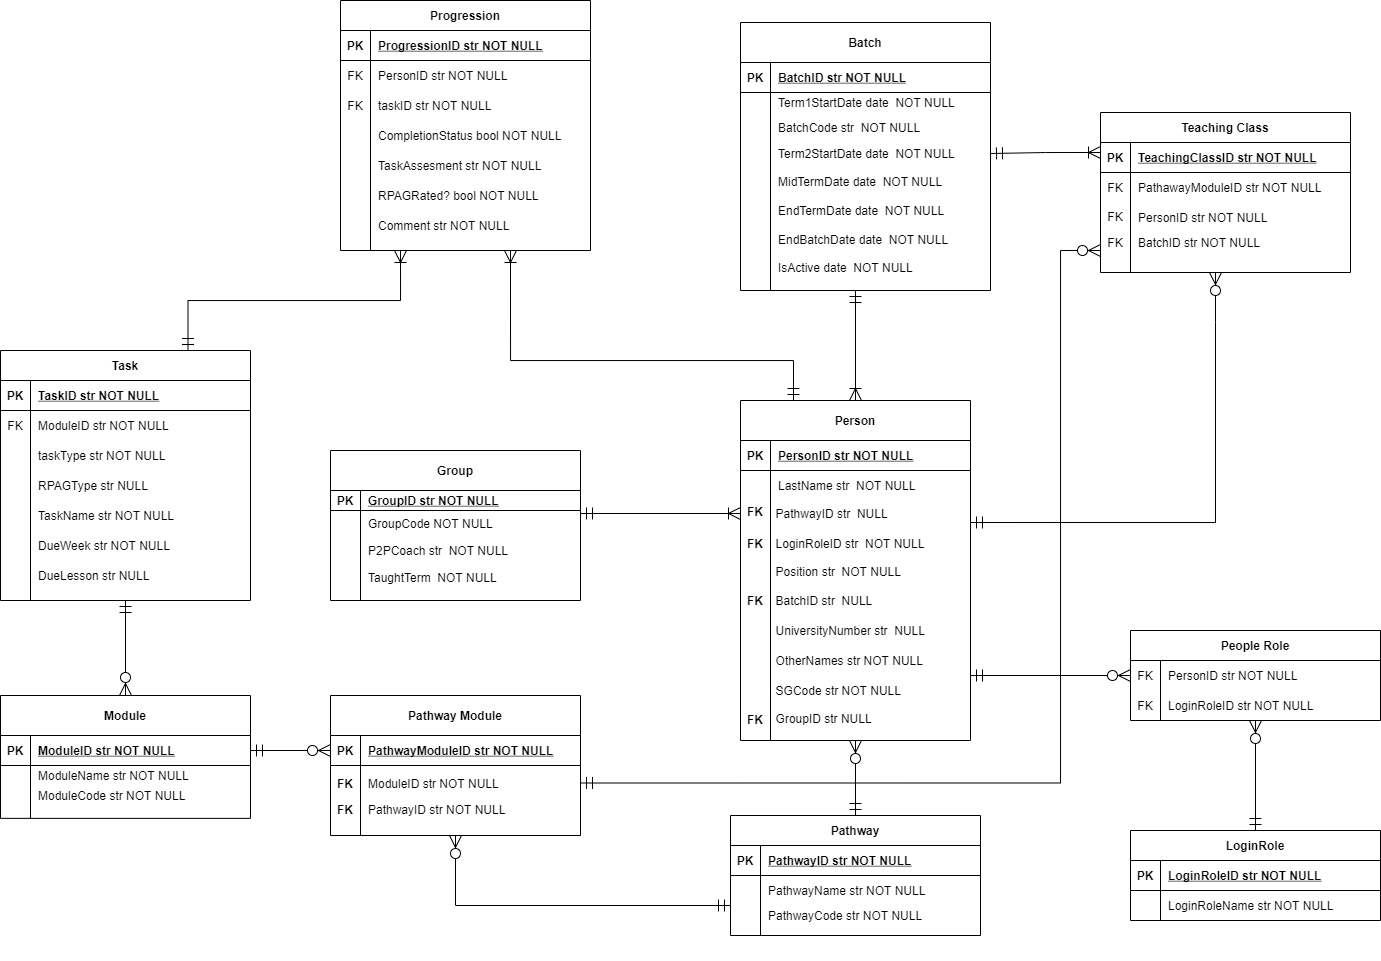 Progression
PK ProgressionID str NOT NULL
FK PersonID str NOT NULL
FK taskID str NOT NULL
CompletionStatus bool NOT NULL
TaskAssesment str NOT NULL
RPAGRated? bool NOT NULL
Comment str NOT NULL
Batch
PK BatchID str NOT NULL
Term1StartDate date NOT NULL
BatchCode str NOT NULL
Term2StartDate date NOT NULL
MidTermDate date NOT NULL
EndTermDate date NOT NULL
EndBatchDate date NOT NULL
IsActive date NOT NULL
Teaching Class
PK TeachingClassID str NOT NULL
FK PathawayModuleID str NOT NULL
FK PersonID str NOT NULL
FK BatchID str NOT NULL
Task
PK TaskID str NOT NULL
FK ModuleID str NOT NULL
taskType str NOT NULL
RPAGType str NULL
TaskName str NOT NULL
DueWeek str NOT NULL
DueLesson str NULL
Group
PK GroupID str NOT NULL
GroupCode NOT NULL
P2PCoach str NOT NULL
TaughtTerm NOT NULL
Person
PK PersonID str NOT NULL
LastName str NOT NULL
FK PathwayID str NULL
FK LoginRoleID str NOT NULL
Position str NOT NULL
FK BatchID str NULL
UniversityNumber str NULL
OtherNames str NOT NULL
SGCode str NOT NULL
FK GroupID str NULL
People Role
FK PersonID str NOT NULL
FK LoginRoleID str NOT NULL
Module
PK ModuleID str NOT NULL
ModuleName str NOT NULL
ModuleCode str NOT NULL
Pathway Module
PK PathwayModuleID str NOT NULL
FK ModuleID str NOT NULL
FK PathwayID str NOT NULL
Pathway
PK PathwayID str NOT NULL
PathwayName str NOT NULL
PathwayCode str NOT NULL
LoginRole
PK LoginRoleID str NOT NULL
LoginRoleName str NOT NULL